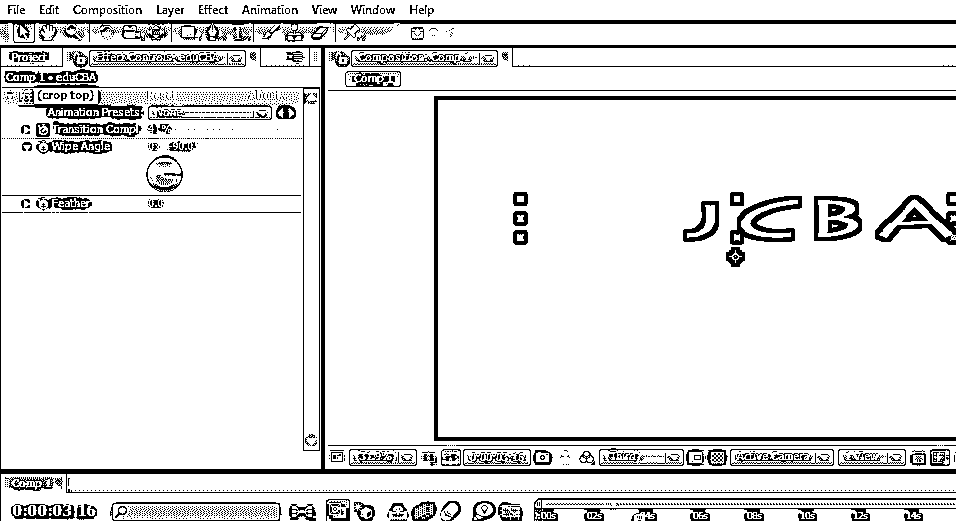 File Edit Composition Layer Effect Animation View Window Help
Project Effect Controls: eduCBA Composition: Comp 1
Comp 1 • eduCBA Comp 1
(crop top)
Animation Presets: None
Transition Compl
Wipe Angle
Feather 0.0
JCBA
Active Camera 1 View
Comp 1
0:00:03:16
:00s 02s 04s 06s 08s 10s 12s 14s